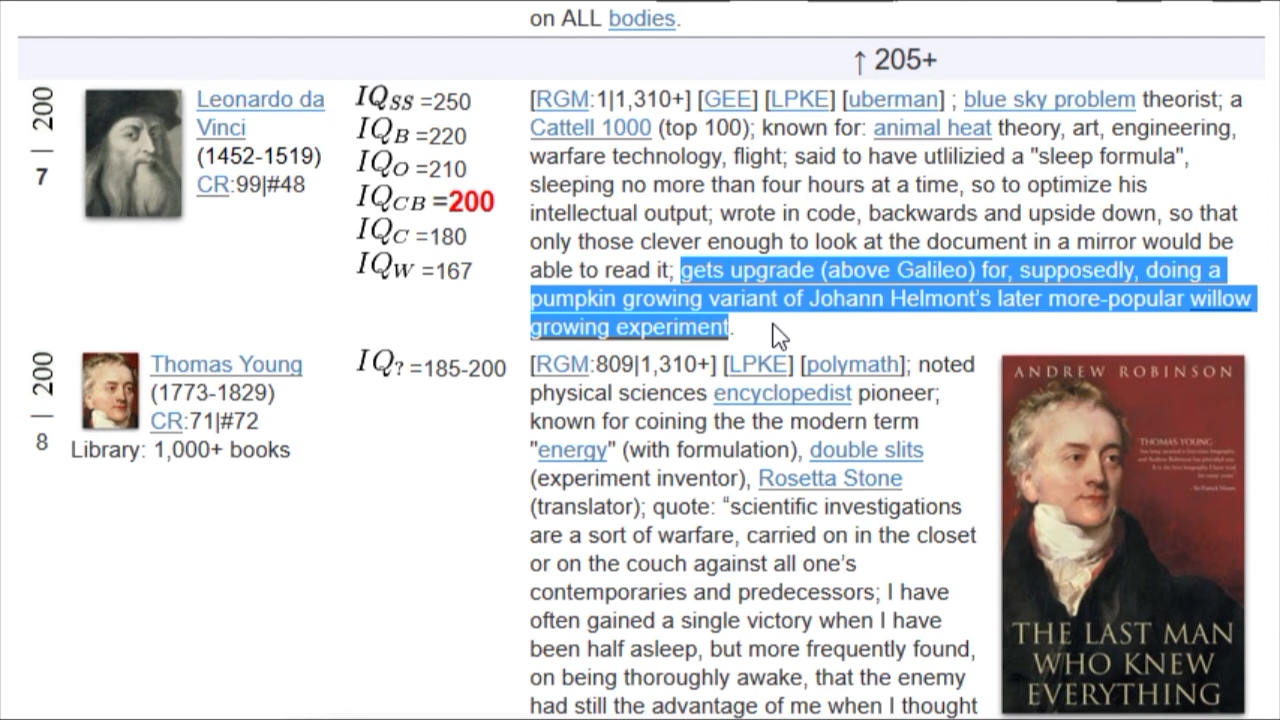 on ALL bodies.
↑ 205+
200
—
7
Leonardo da
Vinci
(1452-1519)
CR:99|#48
IQSS =250
IQB =220
IQO =210
IQCB =200
IQC =180
IQW =167
[RGM:1|1,310+] [GEE] [LPKE] [uberman] ; blue sky problem theorist; a
Cattell 1000 (top 100); known for: animal heat theory, art, engineering,
warfare technology, flight; said to have utlilizied a "sleep formula",
sleeping no more than four hours at a time, so to optimize his
intellectual output; wrote in code, backwards and upside down, so that
only those clever enough to look at the document in a mirror would be
able to read it; gets upgrade (above Galileo) for, supposedly, doing a
pumpkin growing variant of Johann Helmont's later more-popular willow
growing experiment.
200
—
8
Thomas Young
(1773-1829)
CR:71|#72
Library: 1,000+ books
IQ? =185-200
[RGM:809|1,310+] [LPKE] [polymath]; noted
physical sciences encyclopedist pioneer;
known for coining the the modern term
"energy" (with formulation), double slits
(experiment inventor), Rosetta Stone
(translator); quote: “scientific investigations
are a sort of warfare, carried on in the closet
or on the couch against all one’s
contemporaries and predecessors; I have
often gained a single victory when I have
been half asleep, but more frequently found,
on being thoroughly awake, that the enemy
had still the advantage of me when I thought
ANDREW ROBINSON
THOMAS YOUNG
THE LAST MAN
WHO KNEW
EVERYTHING